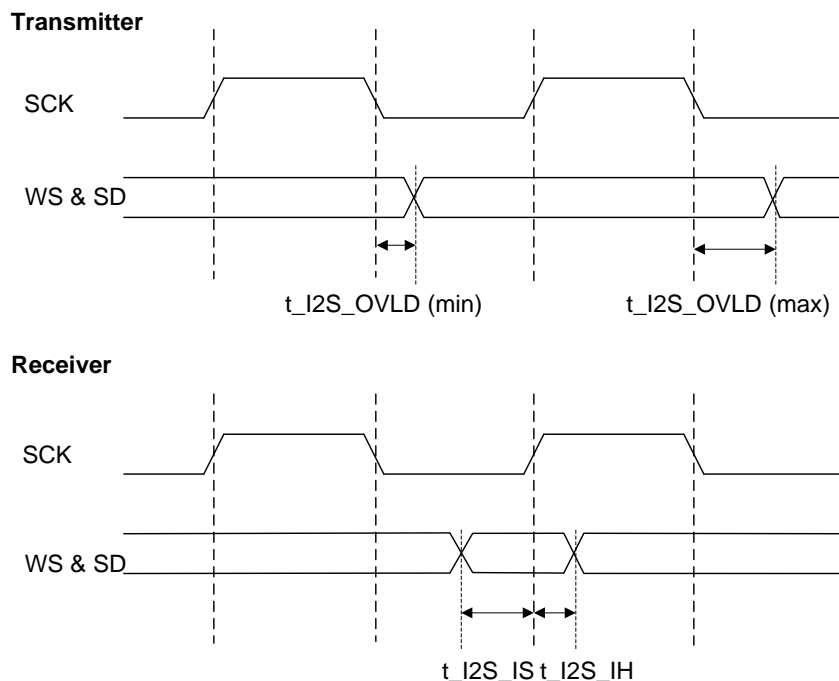 Transmitter
SCK
WS & SD
t_I2S_OVLD (min) t_I2S_OVLD (max)
Receiver
SCK
WS & SD
t_I2S_IS t_I2S_IH